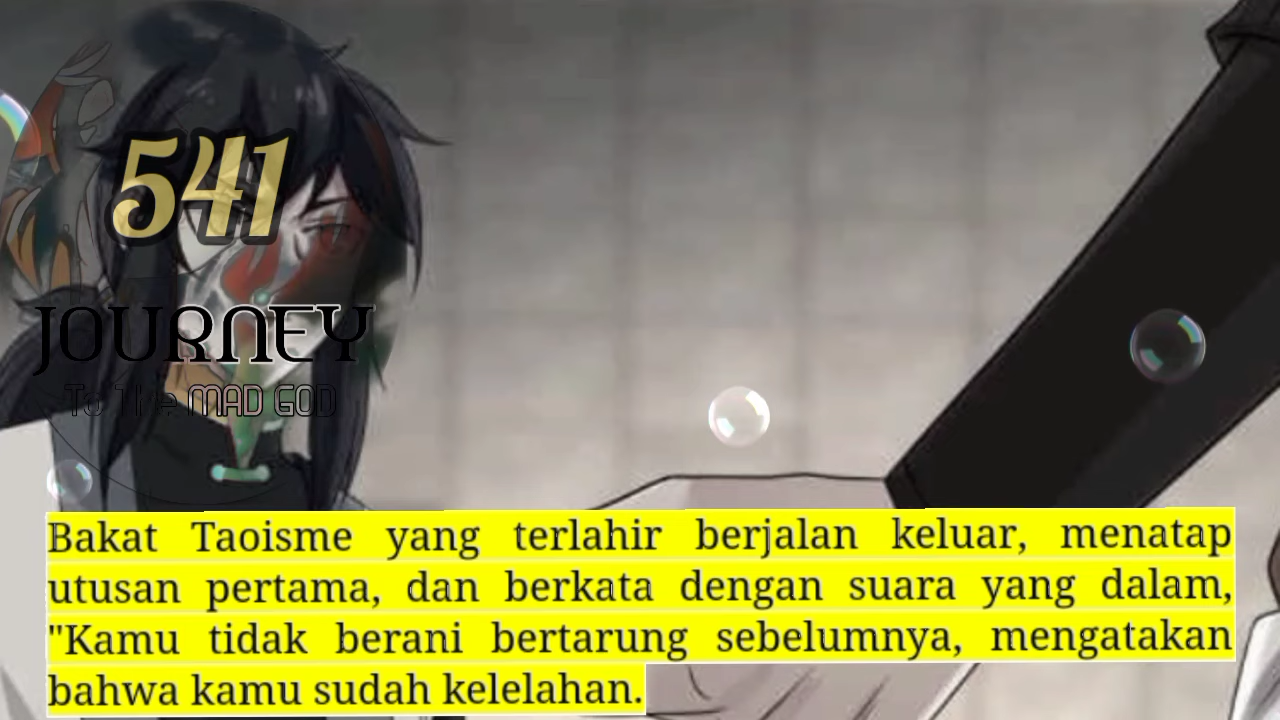 541
JOURNEY
To The MAD GOD
Bakat Taoisme yang terlahir berjalan keluar, menatap
utusan pertama, dan berkata dengan suara yang dalam,
"Kamu tidak berani bertarung sebelumnya, mengatakan
bahwa kamu sudah kelelahan.